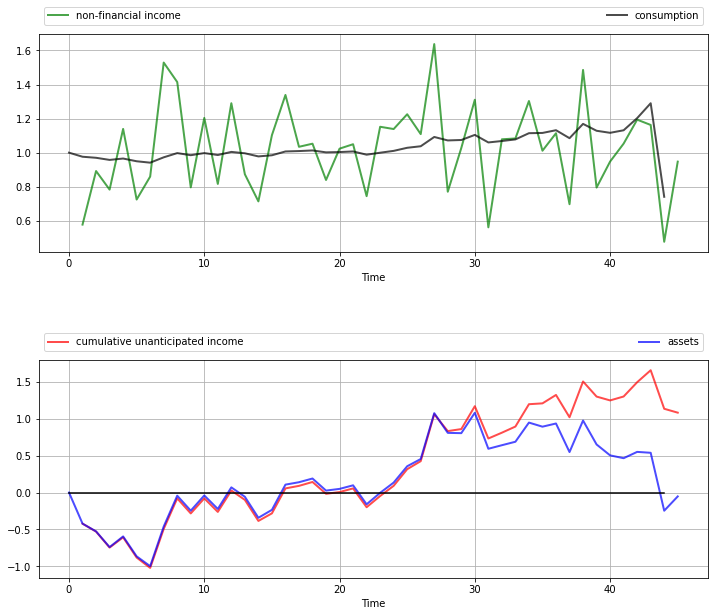 non-financial income consumption
1.6
1.4
1.2
1.0
0.8
0.6
0 10 20 30 40
Time
cumulative unanticipated income assets
1.5
1.0
0.5
0.0
−0.5
−1.0
0 10 20 30 40
Time